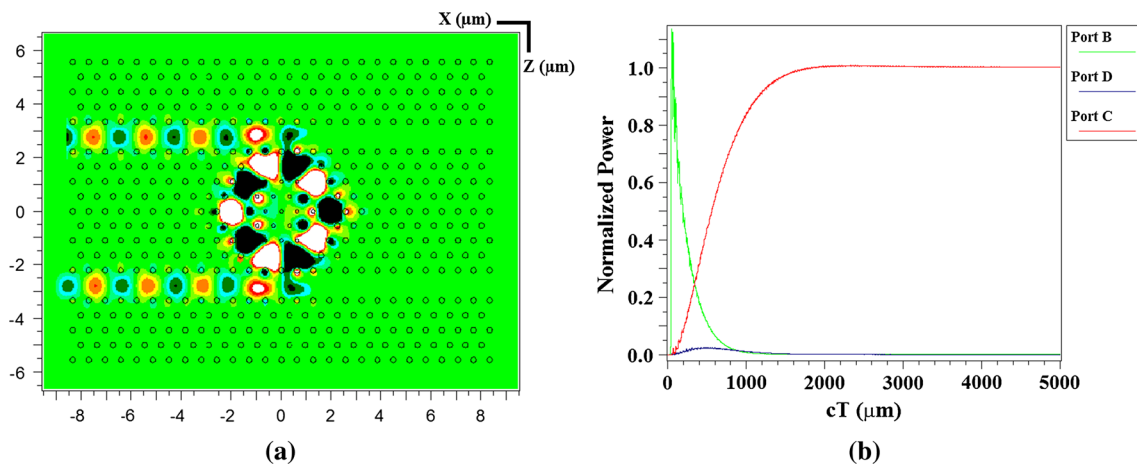 X (µm)
Z (µm)
6
4
2
0
-2
-4
-6
-8 -6 -4 -2 0 2 4 6 8
(a)
Normalized Power
1.0
0.8
0.6
0.4
0.2
0.0
0 1000 2000 3000 4000 5000
cT (µm)
(b)
Port B
Port D
Port C